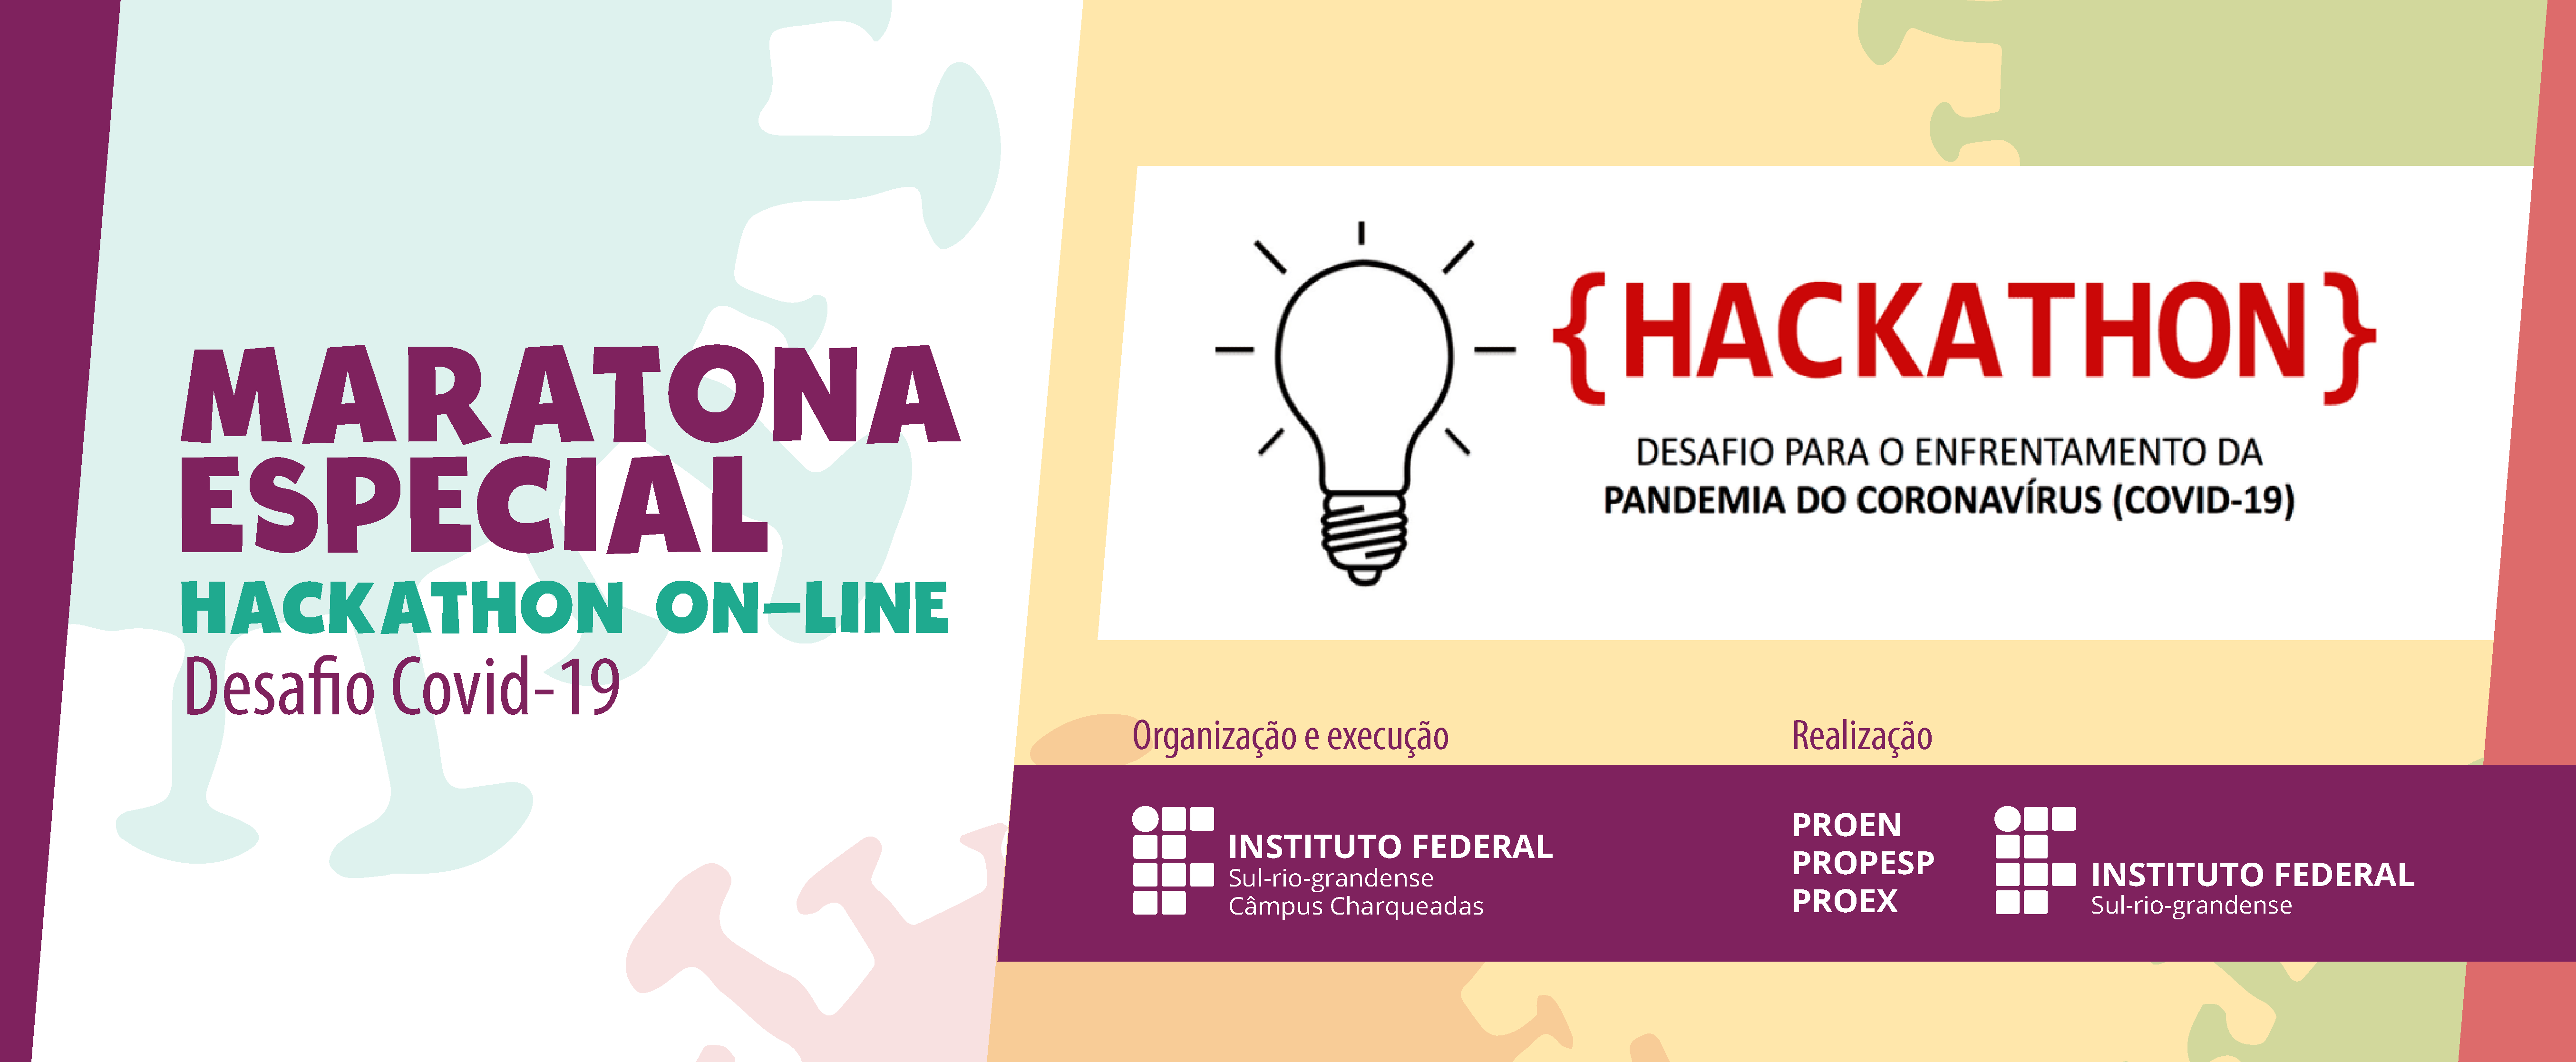 MARATONA
ESPECIAL
HACKATHON ON-LINE
Desafio Covid-19
{HACKATHON}
DESAFIO PARA O ENFRENTAMENTO DA
PANDEMIA DO CORONAVÍRUS (COVID-19)
Organização e execução
INSTITUTO FEDERAL
Sul-rio-grandense
Câmpus Charqueadas
Realização
PROEN
PROPESP
PROEX
INSTITUTO FEDERAL
Sul-rio-grandense